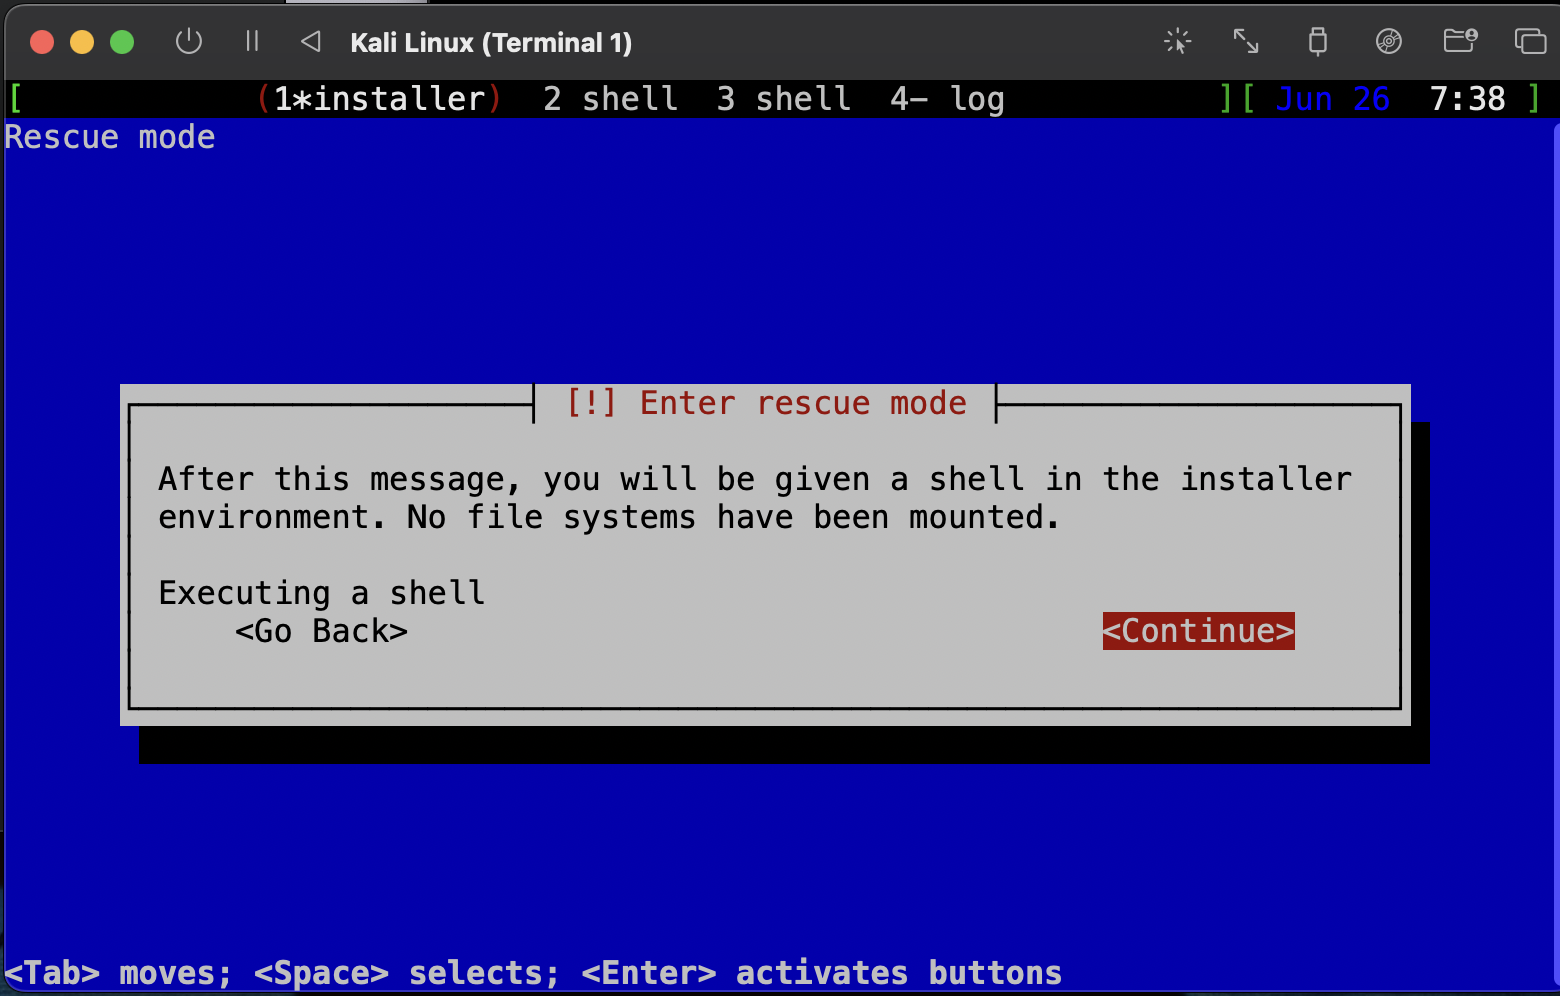 Kali Linux (Terminal 1)
[ (1*installer) 2 shell 3 shell 4- log ][ Jun 26 7:38 ]
Rescue mode
[!] Enter rescue mode
After this message, you will be given a shell in the installer
environment. No file systems have been mounted.
Executing a shell
<Go Back> <Continue>
<Tab> moves; <Space> selects; <Enter> activates buttons